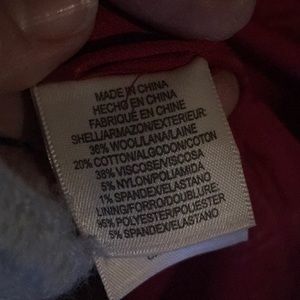 MADE IN CHINA
HECHO EN CHINA
FABRIQUÉ EN CHINE
SHELL/ARMAZON/EXTERIEUR:
36% WOOL/LANA/LAINE
20% COTTON/ALGODON/COTON
38% VISCOSE/VISCOSA
5% NYLON/POLIAMIDA
1% SPANDEX/ELASTANO
LINING/FORRO/DOUBLURE:
95% POLYESTER/POLIESTER
5% SPANDEX/ELASTANO